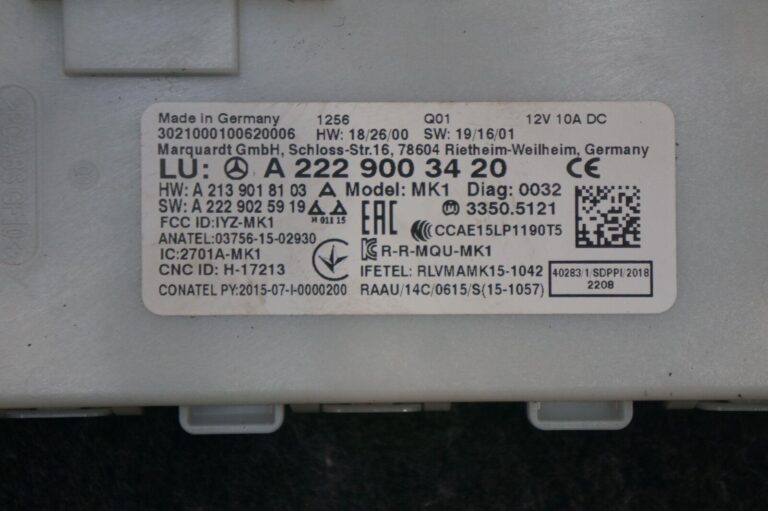 Made in Germany 1256 Q01 12V 10A DC
3021000100620006 HW: 18/26/00 SW: 19/16/01
Marquardt GmbH, Schloss-Str.16, 78604 Rietheim-Weilheim, Germany
LU: A 222 900 34 20 CE
HW: A 213 901 81 03 Model: MK1 Diag: 0032
SW: A 222 902 59 19 EAC 3350.5121
FCC ID:IYZ-MK1 CCAE15LP1190T5
ANATEL:03756-15-02930
IC:2701A-MK1 R-R-MQU-MK1
CNC ID: H-17213 IFETEL: RLVMAMK15-1042 40283/1/SDPPI/2018
2208
CONATEL PY:2015-07-I-0000200 RAAU/14C/0615/S(15-1057)